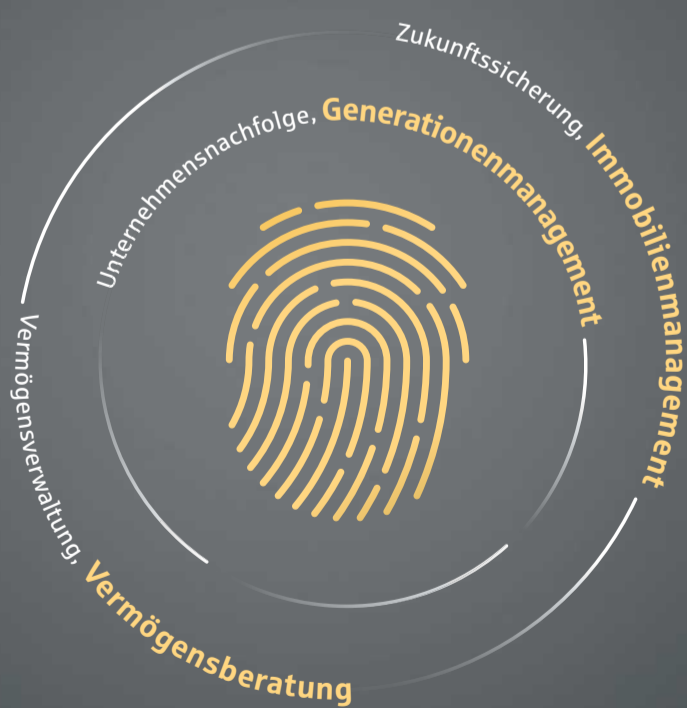 Zukunftssicherung, Immobilienmanagement
Unternehmensnachfolge, Generationenmanagement
Vermögensverwaltung, Vermögensberatung